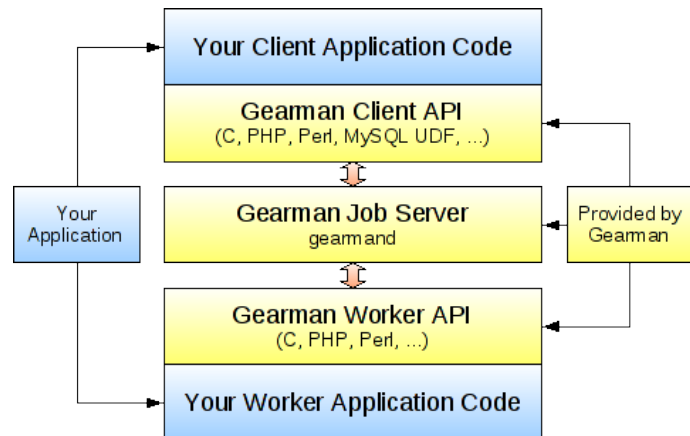 Your Client Application Code
Gearman Client API
(C, PHP, Perl, MySQL UDF, ...)
Your
Application
Gearman Job Server
gearmand
Provided by
Gearman
Gearman Worker API
(C, PHP, Perl, ...)
Your Worker Application Code